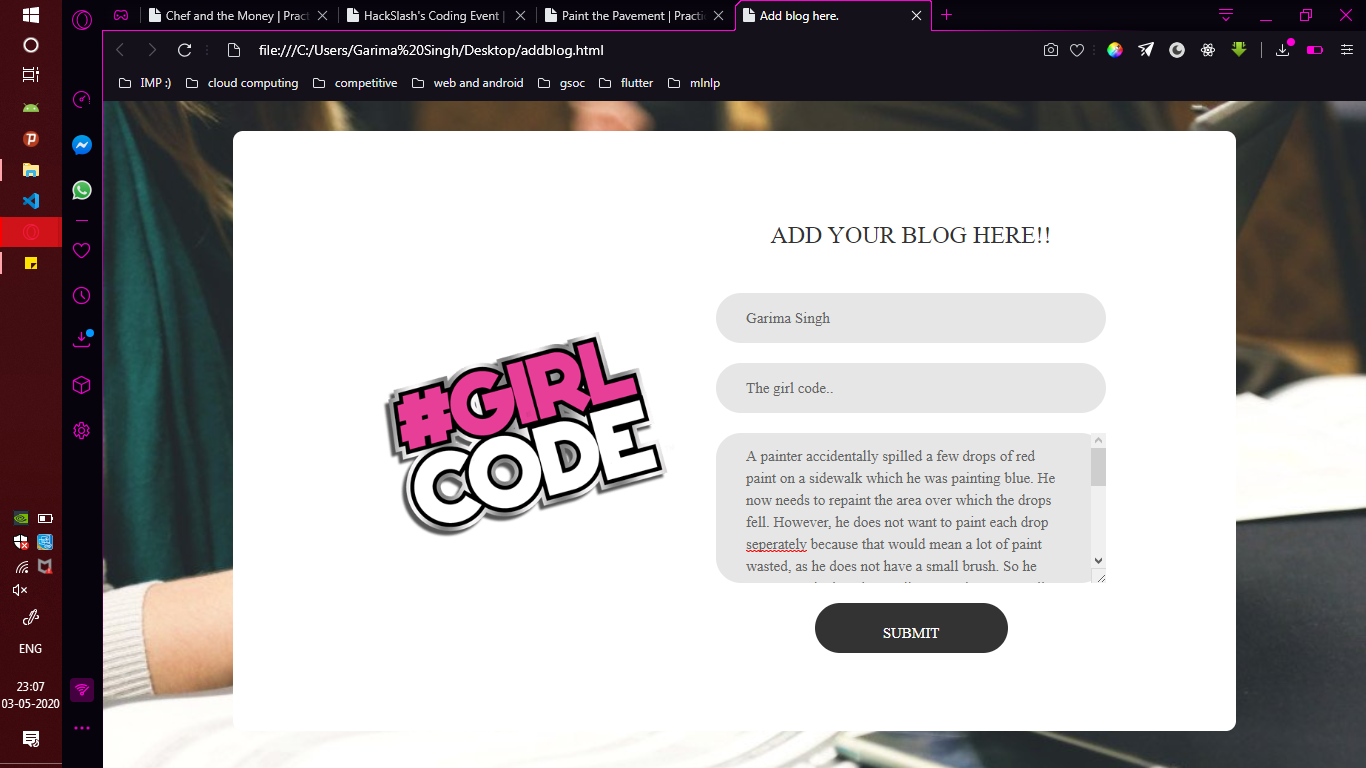 Chef and the Money | Pract
HackSlash's Coding Event |
Paint the Pavement | Practi
Add blog here.
file:///C:/Users/Garima%20Singh/Desktop/addblog.html
IMP :)
cloud computing
competitive
web and android
gsoc
flutter
mlnlp
#GIRL
CODE
ADD YOUR BLOG HERE!!
Garima Singh
The girl code..
A painter accidentally spilled a few drops of red
paint on a sidewalk which he was painting blue. He
now needs to repaint the area over which the drops
fell. However, he does not want to paint each drop
seperately because that would mean a lot of paint
wasted, as he does not have a small brush. So he
SUBMIT
ENG
23:07
03-05-2020